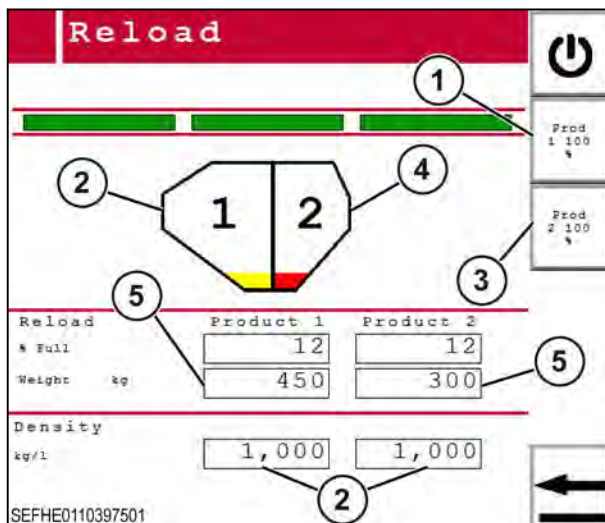 Reload
1
Prod
1 100
%
2
4
1 2
Prod
2 100
%
3
5
Reload Product 1 Product 2
% Full 12 12
5
Weight kg 450 300
Density
kg/l 1,000 1,000
2
SEFHE0110397501